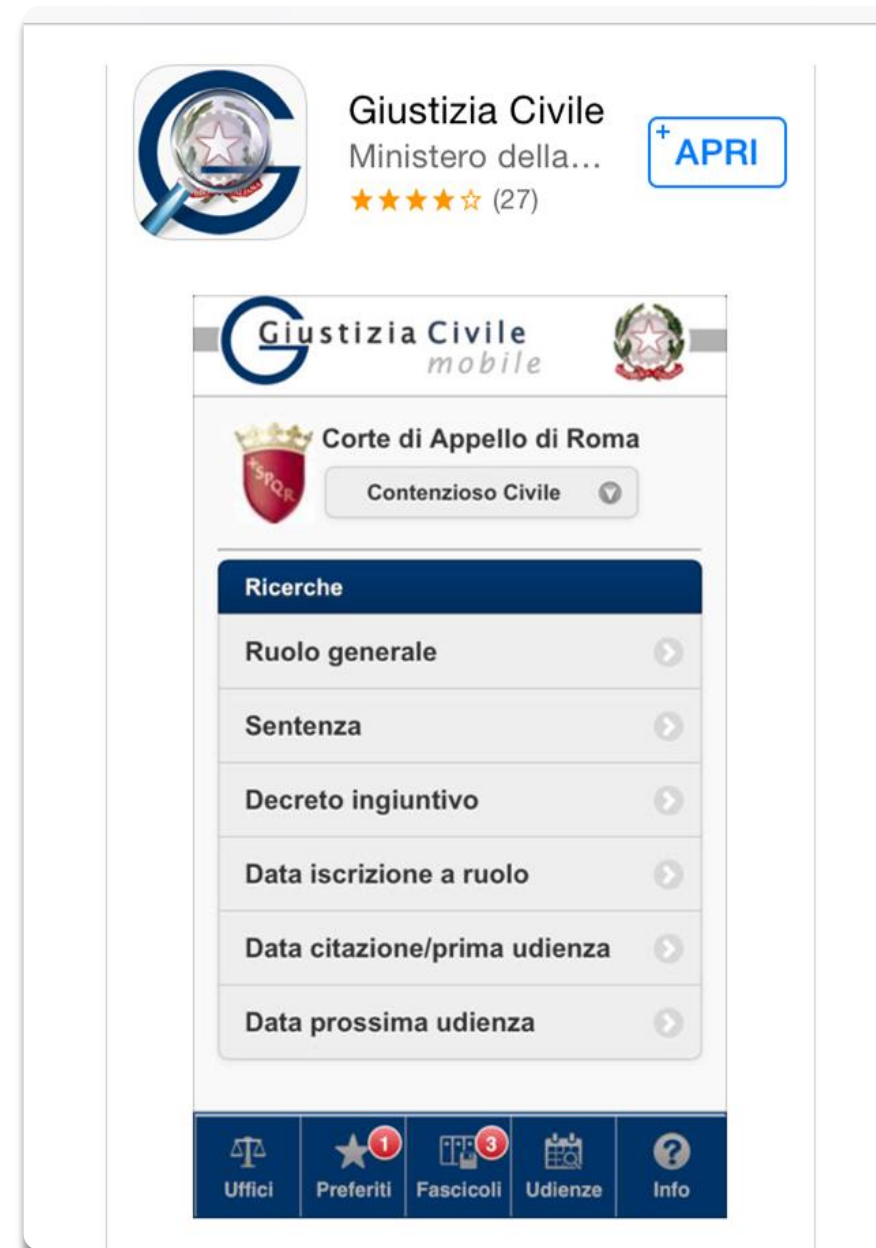 Giustizia Civile
Ministero della...
(27)
+ APRI
Giustizia Civile
mobile
Corte di Appello di Roma
SPQR
Contenzioso Civile
Ricerche
Ruolo generale
Sentenza
Decreto ingiuntivo
Data iscrizione a ruolo
Data citazione/prima udienza
Data prossima udienza
1
3
Uffici
Preferiti
Fascicoli
Udienze
Info